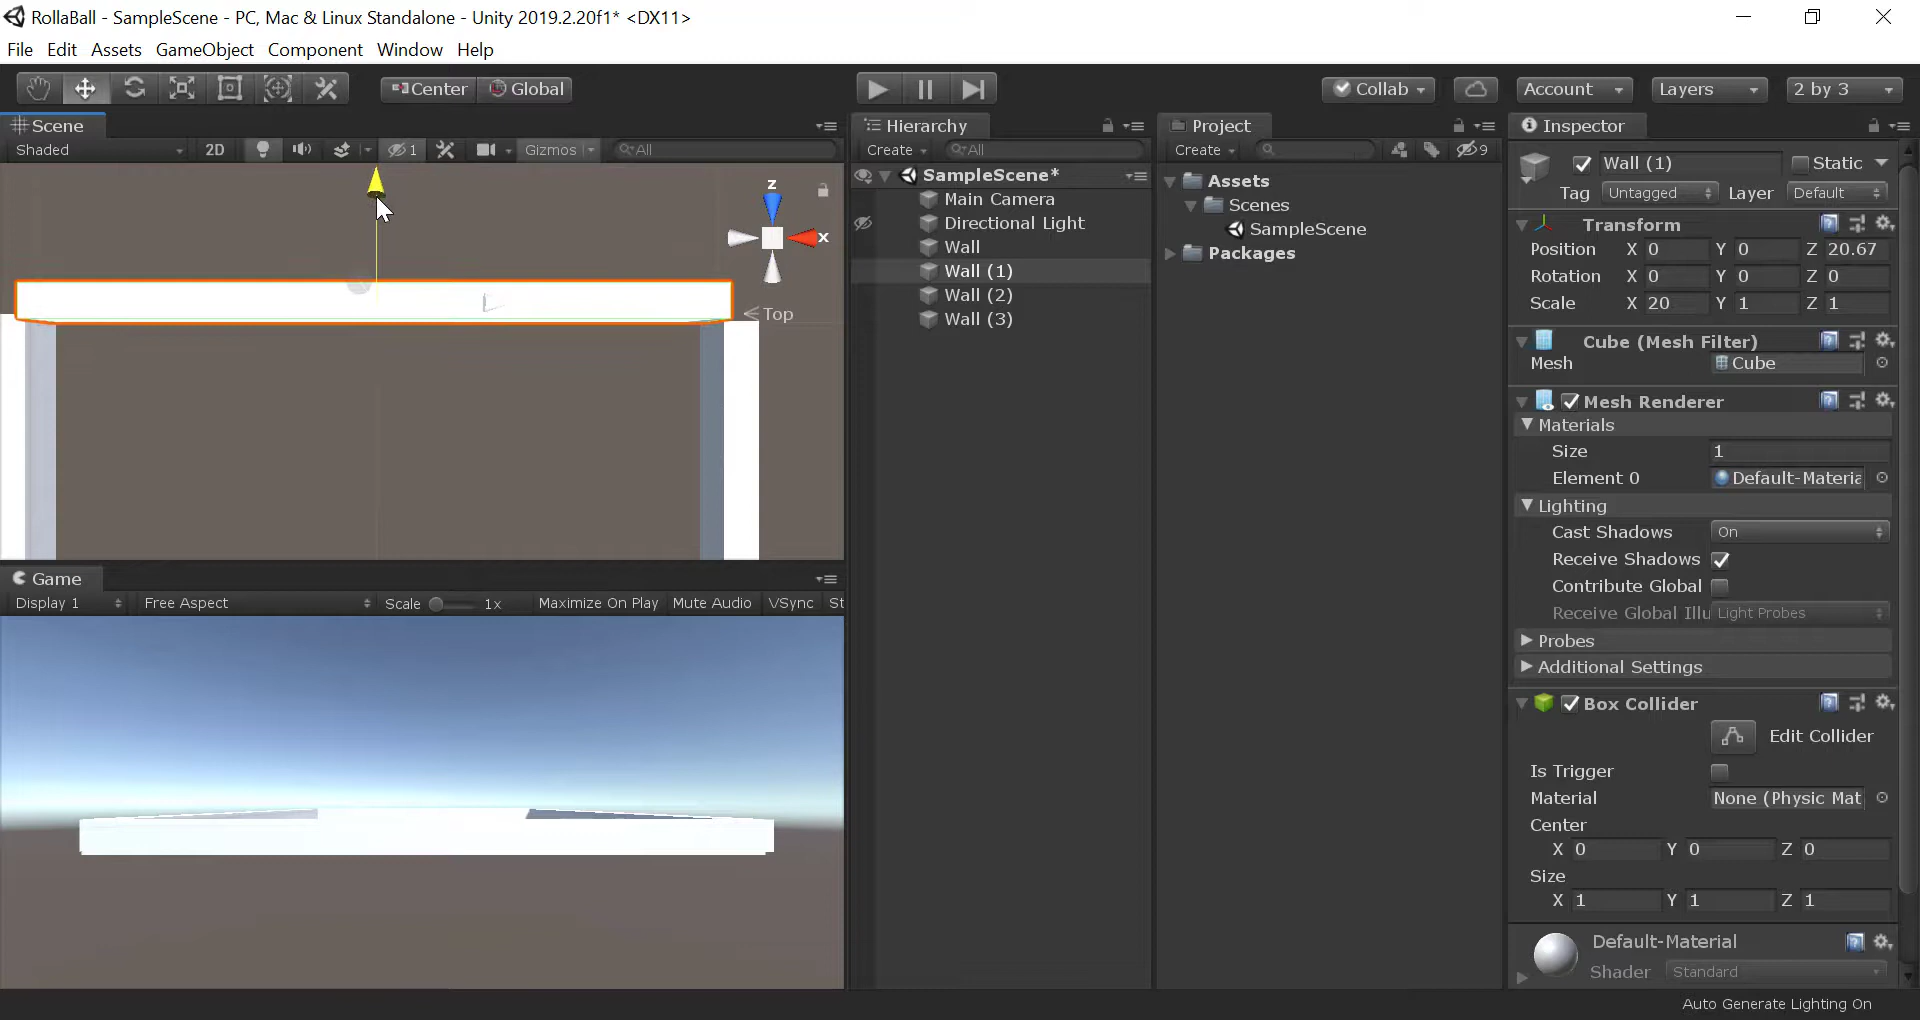 RollaBall - SampleScene - PC, Mac & Linux Standalone - Unity 2019.2.20f1* <DX11>
File Edit Assets GameObject Component Window Help
Center Global Collab Account Layers 2 by 3
Scene
Shaded 2D 1 Gizmos All
z
x
Top
Game
Display 1 Free Aspect Scale 1x Maximize On Play Mute Audio VSync St
Hierarchy
Create All
SampleScene*
Main Camera
Directional Light
Wall
Wall (1)
Wall (2)
Wall (3)
Project
Create 9
Assets
Scenes
SampleScene
Packages
Inspector
Wall (1) Static
Tag Untagged Layer Default
Transform
Position X 0 Y 0 Z 20.67
Rotation X 0 Y 0 Z 0
Scale X 20 Y 1 Z 1
Cube (Mesh Filter)
Mesh Cube
Mesh Renderer
Materials
Size 1
Element 0 Default-Materia
Lighting
Cast Shadows On
Receive Shadows
Contribute Global
Receive Global Illu Light Probes
Probes
Additional Settings
Box Collider
Edit Collider
Is Trigger
Material None (Physic Mat
Center
X 0 Y 0 Z 0
Size
X 1 Y 1 Z 1
Default-Material
Shader Standard
Auto Generate Lighting On